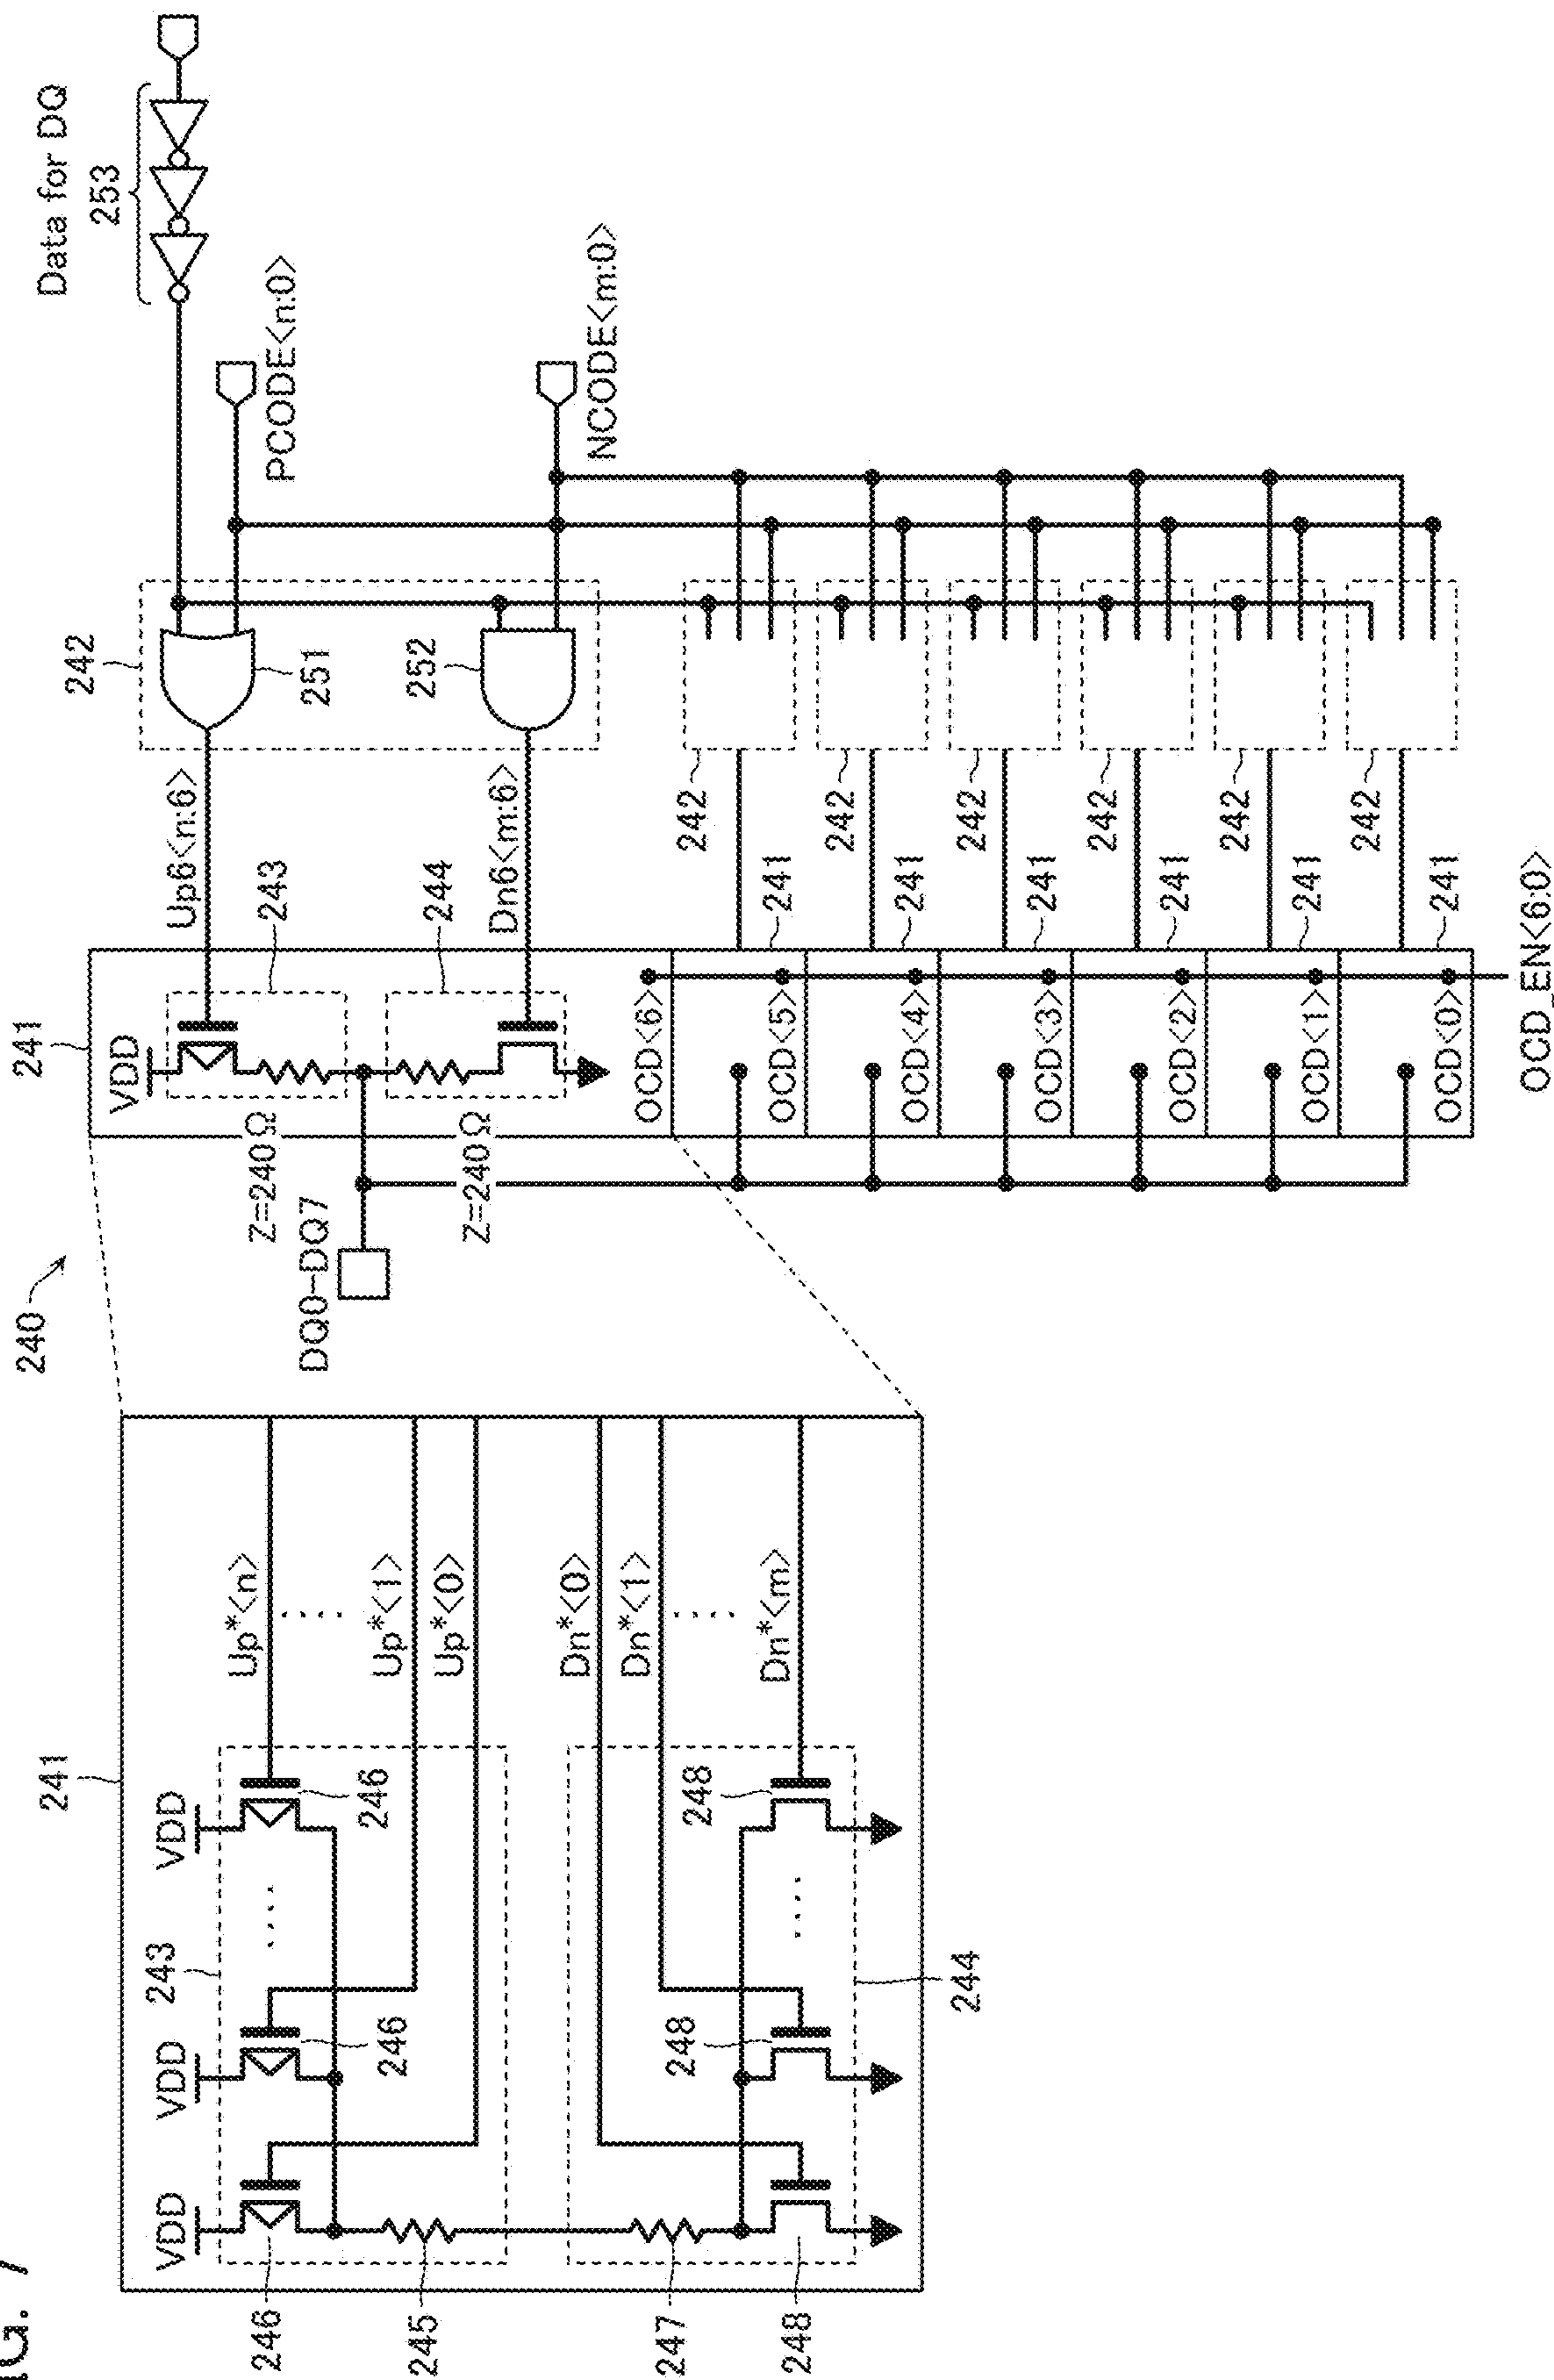 FIG. 7
240
241
VDD
243
Z=240Ω
DQ0-DQ7
244
Z=240Ω
Up6<n:6>
Dn6<m:6>
242
251
252
Data for DQ
253
PCODE<n:0>
NCODE<m:0>
OCD<6>
OCD<5>
OCD<4>
OCD<3>
OCD<2>
OCD<1>
OCD<0>
241
241
241
241
241
241
242
242
242
242
242
242
OCD_EN<6:0>
241
VDD
VDD
VDD
243
246
246
246
245
Up*<n>
Up*<1>
Up*<0>
Dn*<0>
Dn*<1>
Dn*<m>
247
248
248
248
244